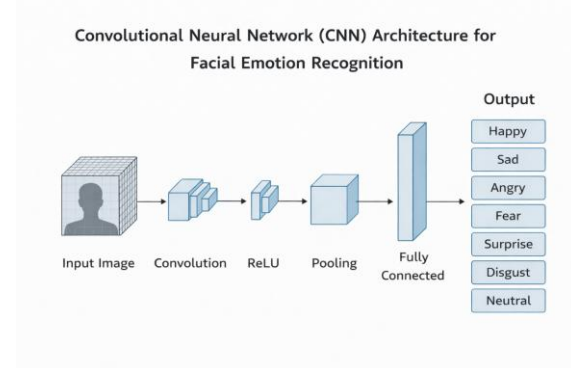 Convolutional Neural Network (CNN) Architecture for
Facial Emotion Recognition
Output
Happy
Sad
Angry
Fear
Surprise
Disgust
Neutral
Input Image
Convolution
ReLU
Pooling
Fully
Connected